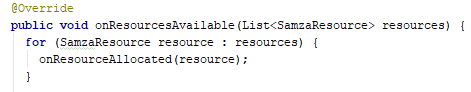 @Override
public void onResourcesAvailable(List<SamzaResource> resources) {
  for (SamzaResource resource : resources) {
    onResourceAllocated(resource);
  }